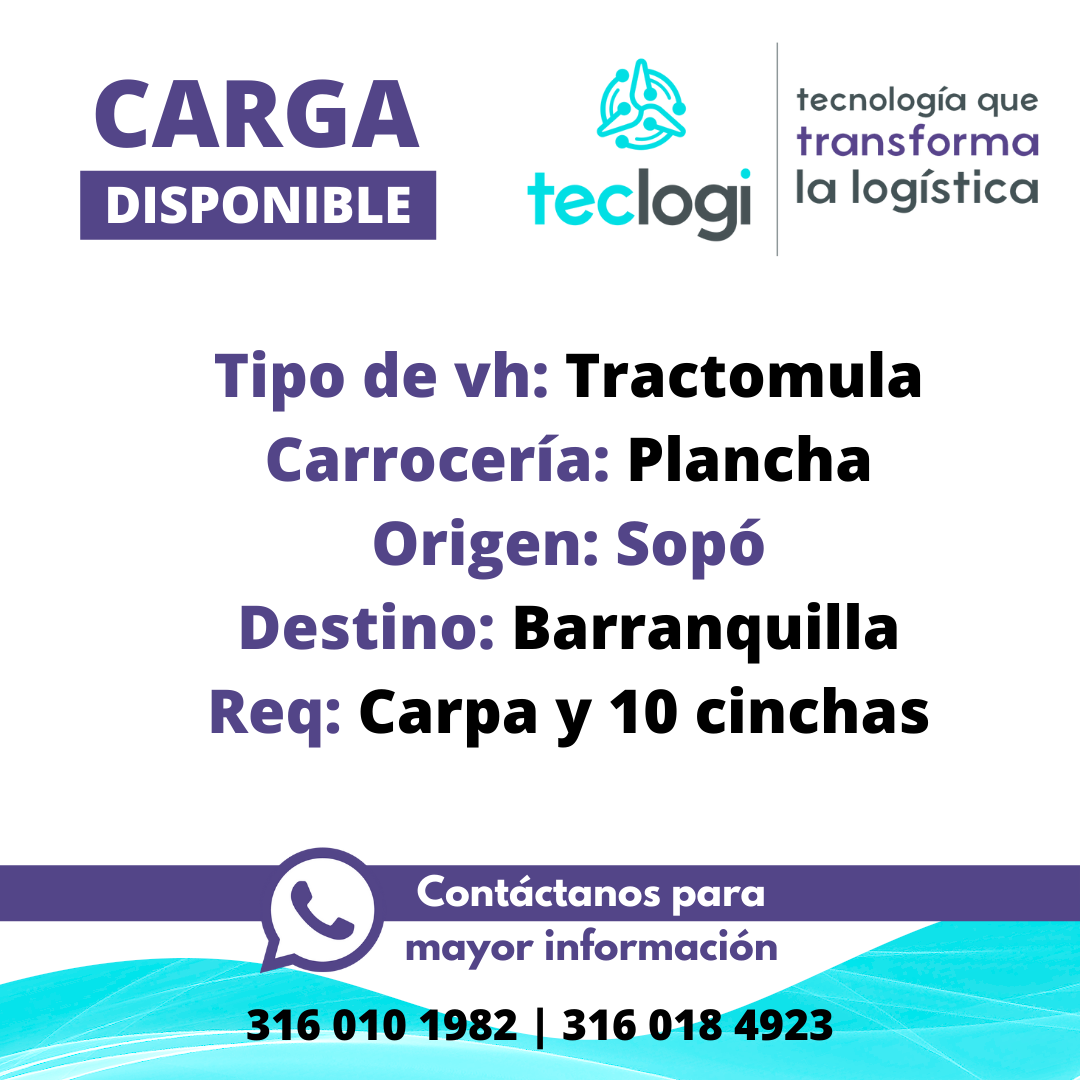 CARGA
DISPONIBLE
teclogi
tecnología que
transforma
la logística
Tipo de vh: Tractomula
Carrocería: Plancha
Origen: Sopó
Destino: Barranquilla
Req: Carpa y 10 cinchas
Contáctanos para
mayor información
316 010 1982 | 316 018 4923